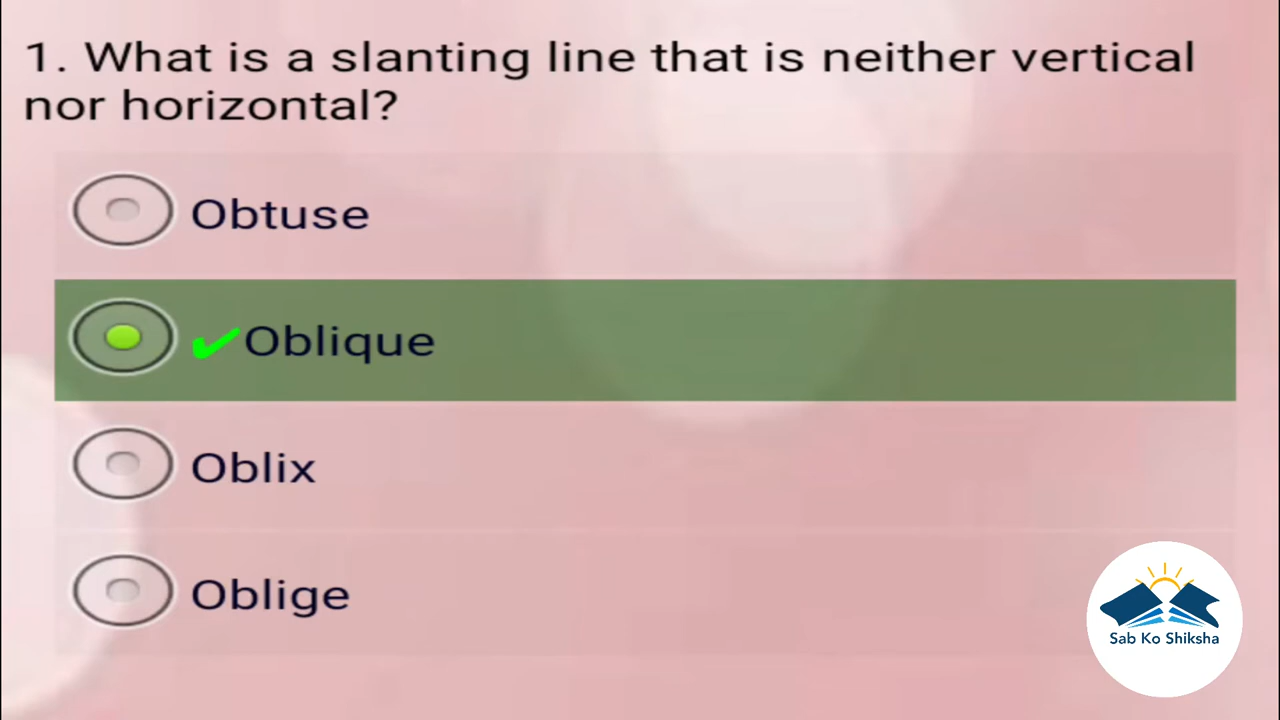 1. What is a slanting line that is neither vertical
nor horizontal?
Obtuse
✔Oblique
Oblix
Oblige
Sab Ko Shiksha